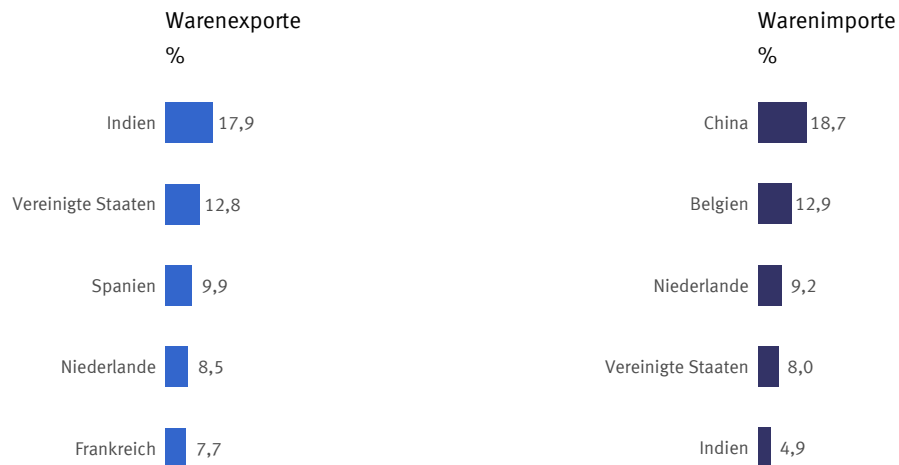 Warenexporte
%
Indien 17,9
Vereinigte Staaten 12,8
Spanien 9,9
Niederlande 8,5
Frankreich 7,7
Warenimporte
%
China 18,7
Belgien 12,9
Niederlande 9,2
Vereinigte Staaten 8,0
Indien 4,9